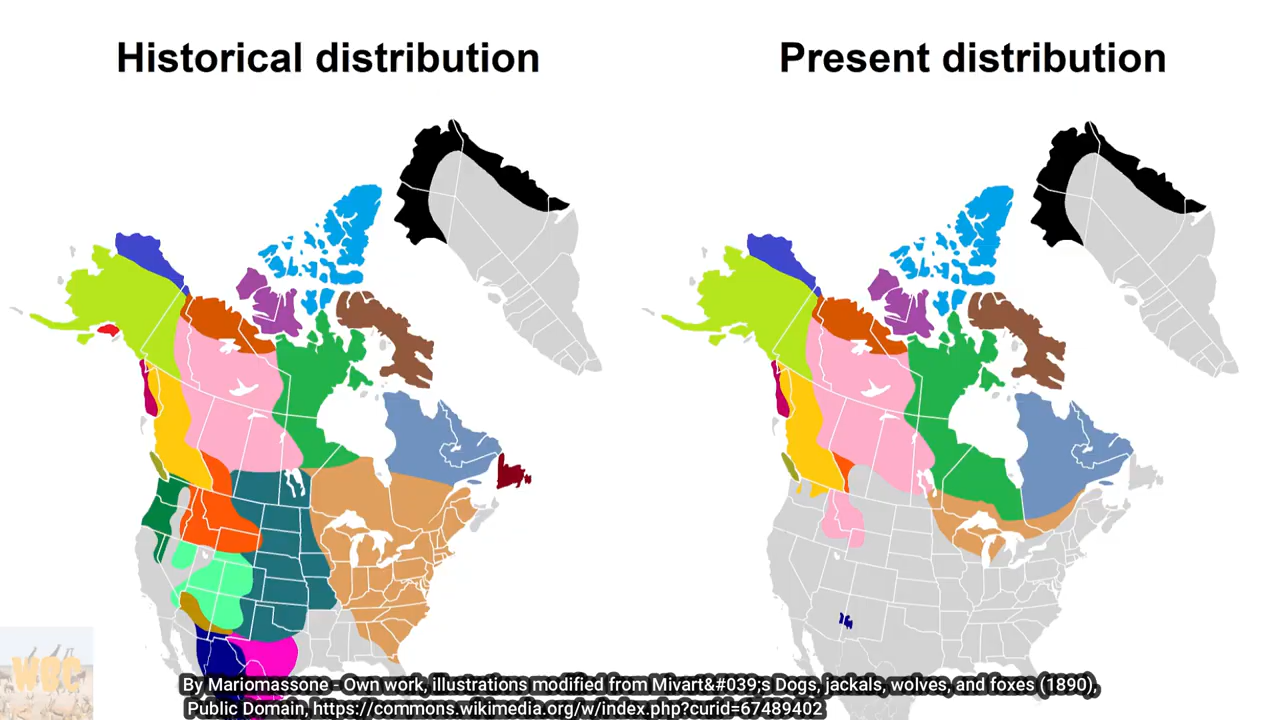 Historical distribution
Present distribution
WBC
By Mariomassone - Own work, illustrations modified from Mivart&#039;s Dogs, jackals, wolves, and foxes (1890),
Public Domain, https://commons.wikimedia.org/w/index.php?curid=67489402